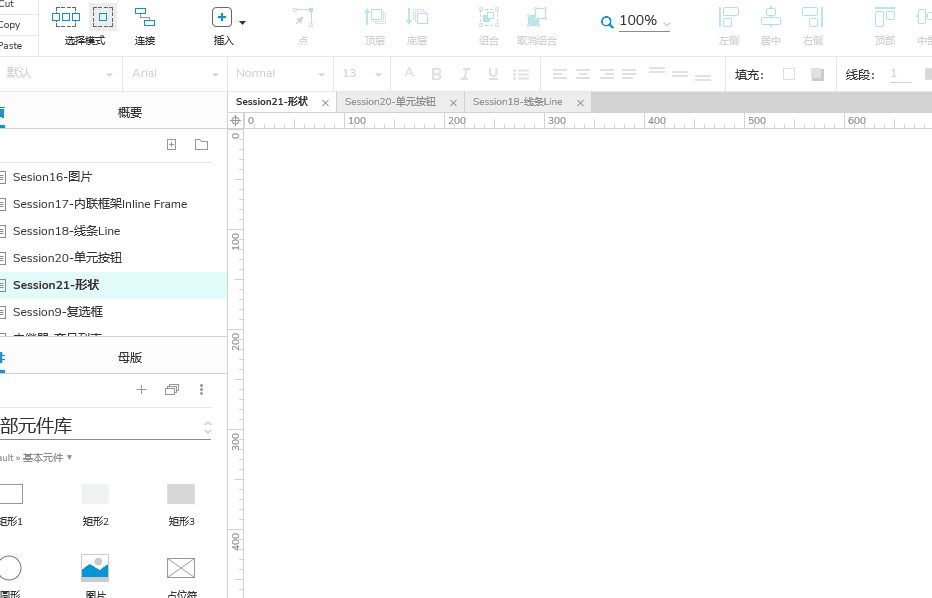 Cut
Copy
Paste
选择模式
连接
插入
点
顶层
底层
组合
取消组合
100%
左侧
居中
右侧
顶部
中部
默认
Arial
Normal
13
A
B
I
U
填充:
线段:
1
概要
Session21-形状
Session20-单元按钮
Session18-线条Line
0 100 200 300 400 500 600
Sesion16-图片
Session17-内联框架Inline Frame
Session18-线条Line
Session20-单元按钮
Session21-形状
Session9-复选框
0
100
200
300
400
母版
部元件库
ault » 基本元件 ▾
矩形1
矩形2
矩形3
圆形
图片
占位符